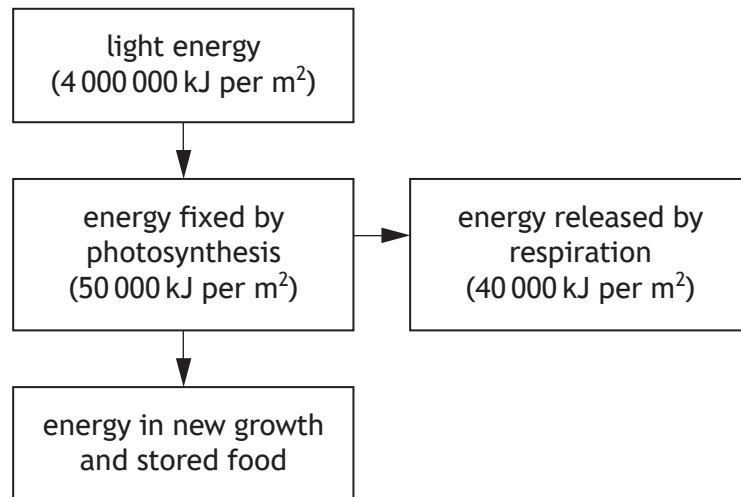 light energy
(4 000 000 kJ per m²)
energy fixed by
photosynthesis
(50 000 kJ per m²)
energy released by
respiration
(40 000 kJ per m²)
energy in new growth
and stored food